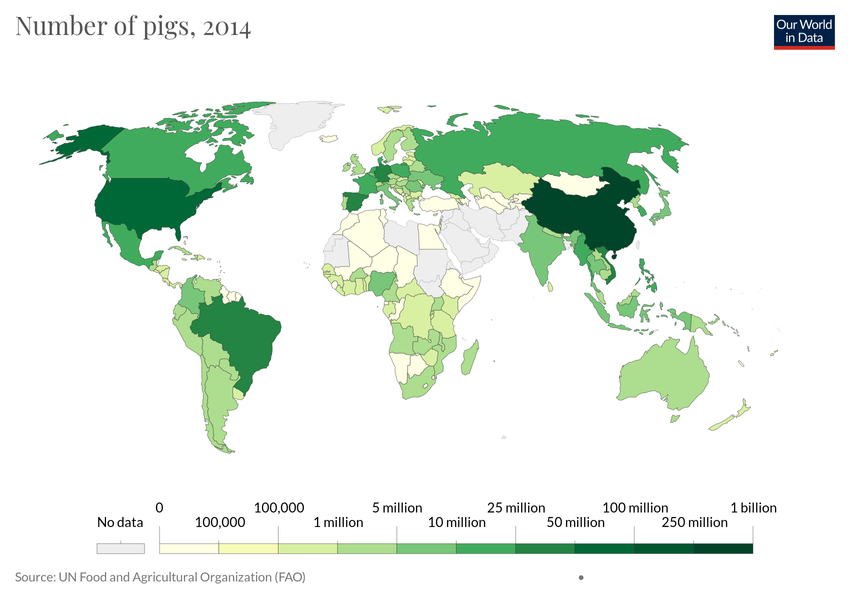 Number of pigs, 2014
Our World
in Data
No data
0
100,000
100,000
1 million
5 million
10 million
25 million
50 million
100 million
250 million
1 billion
Source: UN Food and Agricultural Organization (FAO)